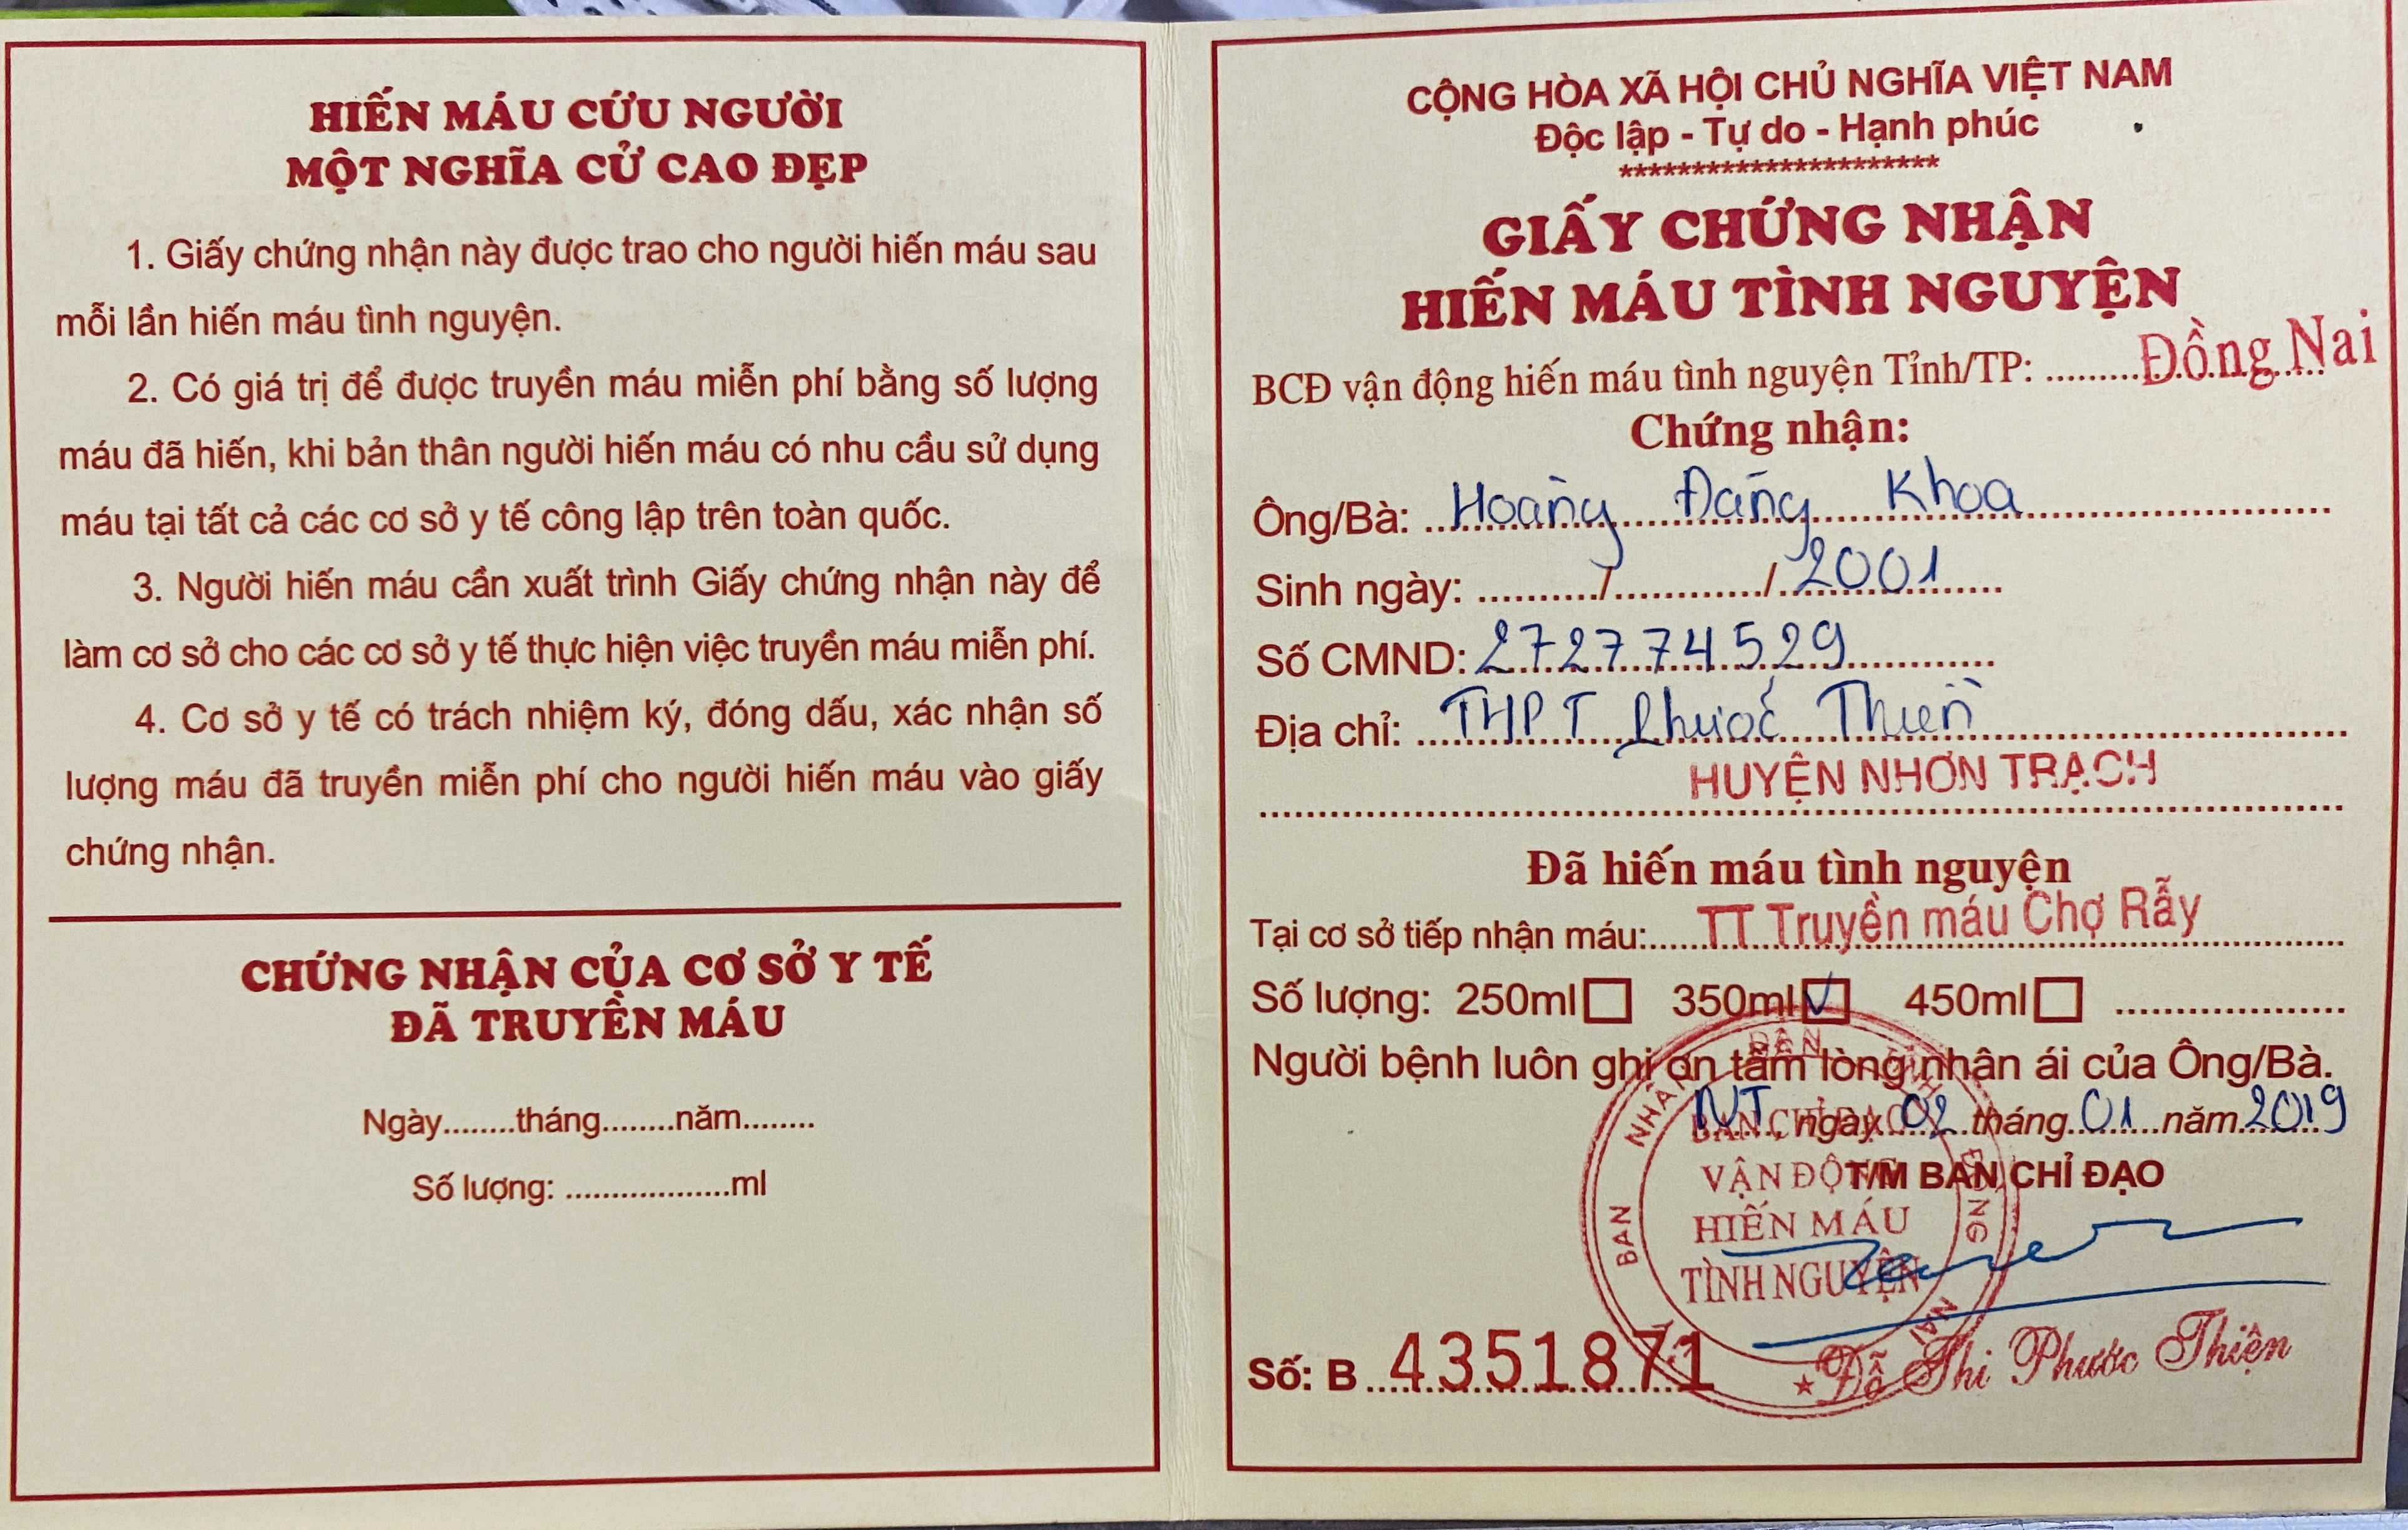 HIẾN MÁU CỨU NGƯỜI
MỘT NGHĨA CỬ CAO ĐẸP
1. Giấy chứng nhận này được trao cho người hiến máu sau
mỗi lần hiến máu tình nguyện.
2. Có giá trị để được truyền máu miễn phí bằng số lượng
máu đã hiến, khi bản thân người hiến máu có nhu cầu sử dụng
máu tại tất cả các cơ sở y tế công lập trên toàn quốc.
3. Người hiến máu cần xuất trình Giấy chứng nhận này để
làm cơ sở cho các cơ sở y tế thực hiện việc truyền máu miễn phí.
4. Cơ sở y tế có trách nhiệm ký, đóng dấu, xác nhận số
lượng máu đã truyền miễn phí cho người hiến máu vào giấy
chứng nhận.
CHỨNG NHẬN CỦA CƠ SỞ Y TẾ
ĐÃ TRUYỀN MÁU
Ngày........tháng........năm........
Số lượng: ..................ml
CỘNG HÒA XÃ HỘI CHỦ NGHĨA VIỆT NAM
Độc lập - Tự do - Hạnh phúc
**********************
GIẤY CHỨNG NHẬN
HIẾN MÁU TÌNH NGUYỆN
BCĐ vận động hiến máu tình nguyện Tỉnh/TP: Đồng Nai
Chứng nhận:
Ông/Bà: Hoàng Đăng Khoa
Sinh ngày: ........../............/ 2001
Số CMND: 272774529
Địa chỉ: THPT Phước Thiền
HUYỆN NHƠN TRẠCH
Đã hiến máu tình nguyện
Tại cơ sở tiếp nhận máu: TT Truyền máu Chợ Rẫy
Số lượng: 250ml 350ml ✓ 450ml
Người bệnh luôn ghi ơn tấm lòng nhân ái của Ông/Bà.
NT, ngày 02 tháng 01 năm 2019
T/M BAN CHỈ ĐẠO
BAN CHỈ ĐẠO
VẬN ĐỘNG
HIẾN MÁU
TÌNH NGUYỆN
BAN NHÂN DÂN TỈNH ĐỒNG NAI
Đỗ Thị Phước Thiện
Số: B 4351871